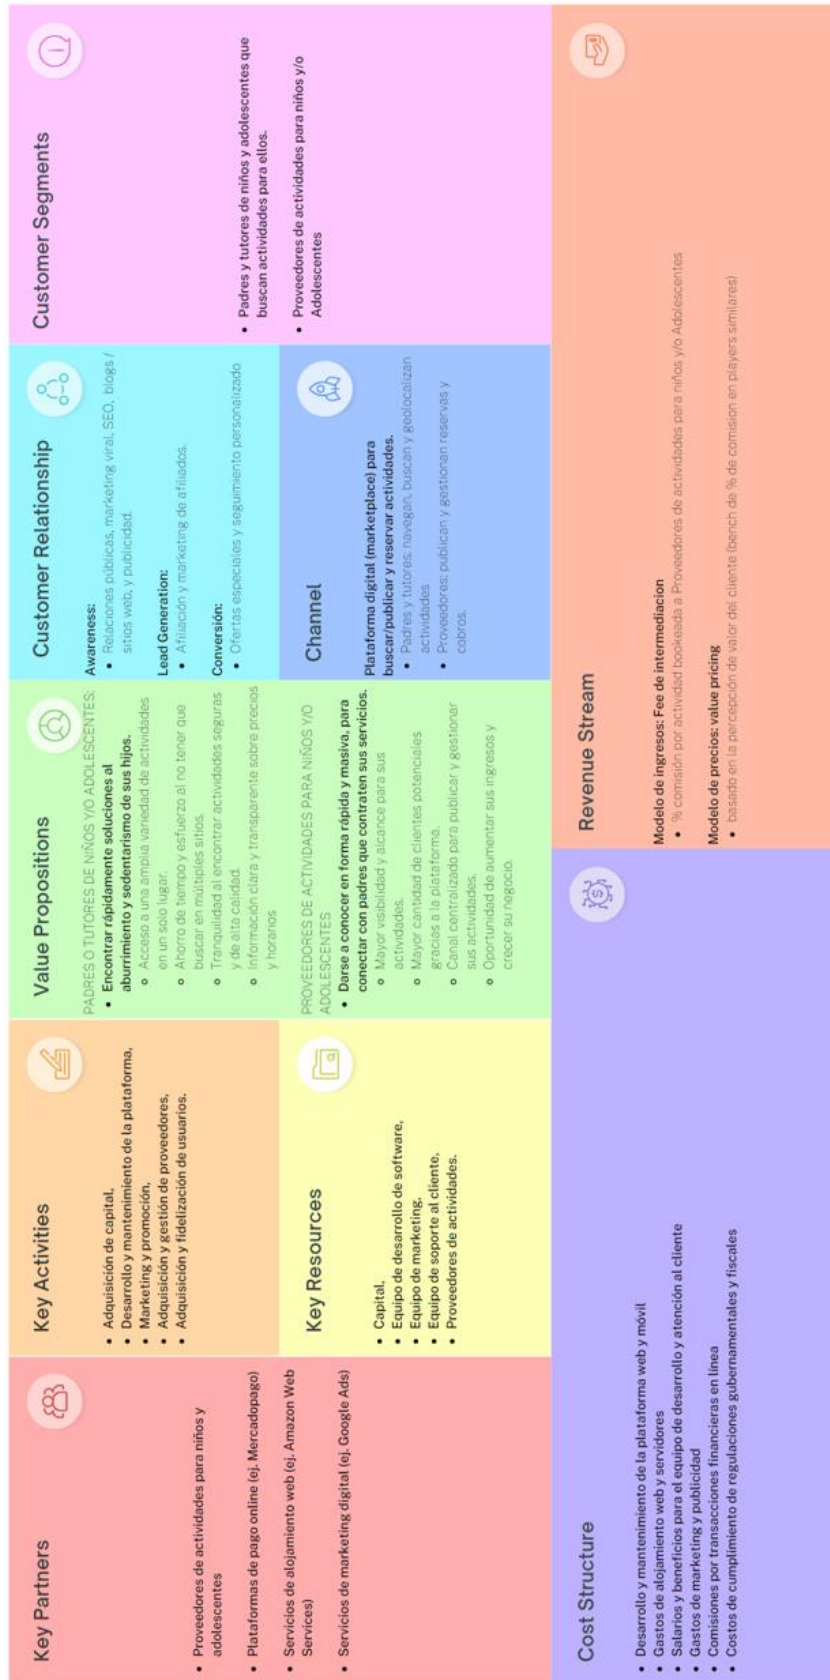 Key Partners
• Proveedores de actividades para niños y
adolescentes
• Plataformas de pago online (ej. Mercadopago)
• Servicios de alojamiento web (ej. Amazon Web
Services)
• Servicios de marketing digital (ej. Google Ads)
Key Activities
• Adquisición de capital,
• Desarrollo y mantenimiento de la plataforma,
• Marketing y promoción,
• Adquisición y gestión de proveedores,
• Adquisición y fidelización de usuarios.
Key Resources
• Capital,
• Equipo de desarrollo de software,
• Equipo de marketing,
• Equipo de soporte al cliente,
• Proveedores de actividades.
Value Propositions
PADRES O TUTORES DE NIÑOS Y/O ADOLESCENTES:
• Encontrar rápidamente soluciones al
aburrimiento y sedentarismo de sus hijos.
o Acceso a una amplia variedad de actividades
en un solo lugar.
o Ahorro de tiempo y esfuerzo al no tener que
buscar en múltiples sitios.
o Tranquilidad al encontrar actividades seguras
y de alta calidad.
o Información clara y transparente sobre precios
y horarios
PROVEEDORES DE ACTIVIDADES PARA NIÑOS Y/O
ADOLESCENTES
• Darse a conocer en forma rápida y masiva, para
conectar con padres que contraten sus servicios.
o Mayor visibilidad y alcance para sus
actividades.
o Mayor cantidad de clientes potenciales
gracias a la plataforma.
o Canal centralizado para publicar y gestionar
sus actividades.
o Oportunidad de aumentar sus ingresos y
crecer su negocio.
Customer Relationship
Awareness:
• Relaciones públicas, marketing viral, SEO, blogs /
sitios web, y publicidad.
Lead Generation:
• Afiliación y marketing de afiliados.
Conversión:
• Ofertas especiales y seguimiento personalizado
Channel
Plataforma digital (marketplace) para
buscar/publicar y reservar actividades.
• Padres y tutores: navegan, buscan y geolocalizan
actividades
• Proveedores: publican y gestionan reservas y
cobros.
Customer Segments
• Padres y tutores de niños y adolescentes que
buscan actividades para ellos.
• Proveedores de actividades para niños y/o
Adolescentes
Cost Structure
• Desarrollo y mantenimiento de la plataforma web y móvil
• Gastos de alojamiento web y servidores
• Salarios y beneficios para el equipo de desarrollo y atención al cliente
• Gastos de marketing y publicidad
• Comisiones por transacciones financieras en línea
• Costos de cumplimiento de regulaciones gubernamentales y fiscales
Revenue Stream
Modelo de ingresos: Fee de intermediacion
• % comisión por actividad bookeada a Proveedores de actividades para niños y/o Adolescentes
Modelo de precios: value pricing
• basado en la percepción de valor del cliente (bench de % de comision en players similares)